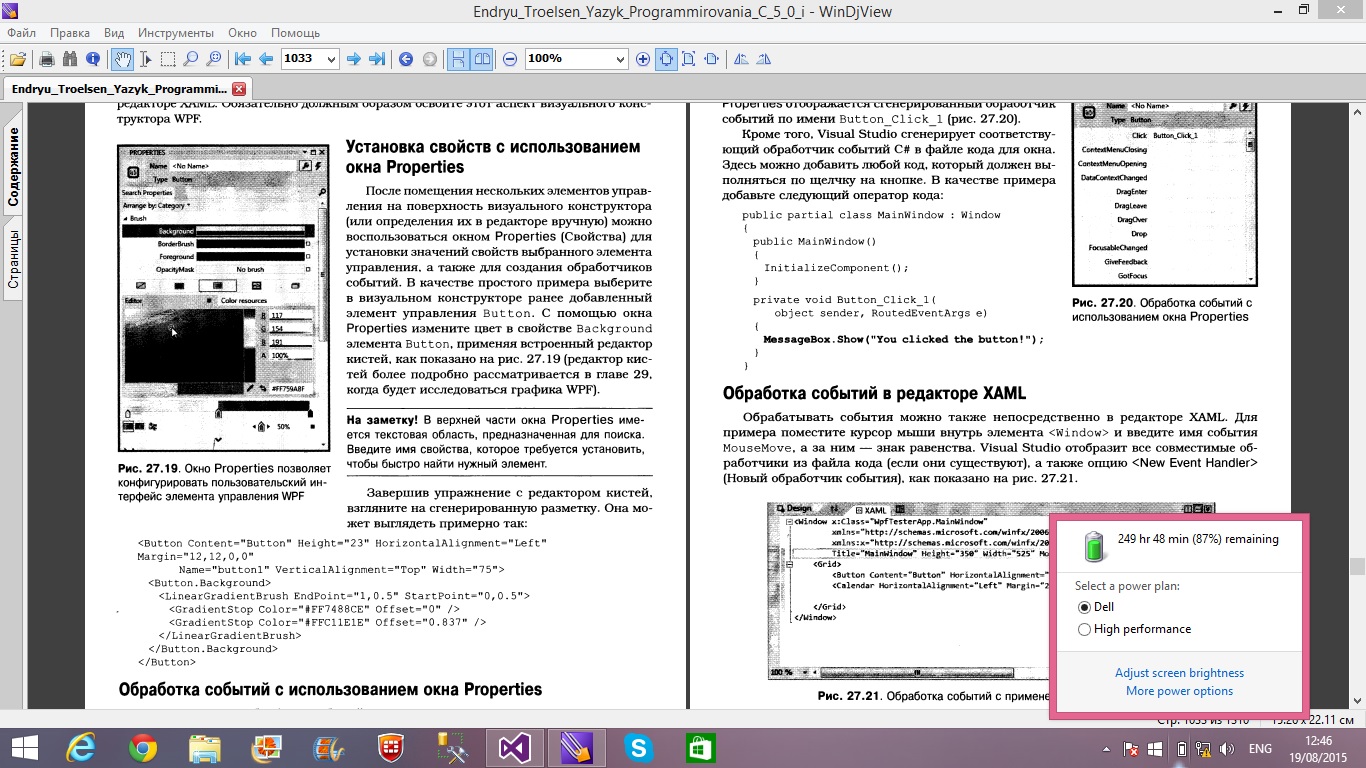 Endryu_Troelsen_Yazyk_Programmirovania_C_5_0_i - WinDjView
Файл Правка Вид Инструменты Окно Помощь
1033
100%
Endryu_Troelsen_Yazyk_Programmi...
Содержание
Страницы
редакторе XAML. Обязательно должным образом освойте этот аспект визуального конс-
труктора WPF.
PROPERTIES
Name <No Name>
Type Button
Search Properties
Arrange by: Category
Brush
Background
BorderBrush
Foreground
OpacityMask No brush
Editor Color resources
R 117
G 154
B 191
A 100%
#FF759ABF
50%
Рис. 27.19. Окно Properties позволяет
конфигурировать пользовательский ин-
терфейс элемента управления WPF
Установка свойств с использованием
окна Properties
После помещения нескольких элементов управ-
ления на поверхность визуального конструктора
(или определения их в редакторе вручную) можно
воспользоваться окном Properties (Свойства) для
установки значений свойств выбранного элемента
управления, а также для создания обработчиков
событий. В качестве простого примера выберите
в визуальном конструкторе ранее добавленный
элемент управления Button. С помощью окна
Properties измените цвет в свойстве Background
элемента Button, применяя встроенный редактор
кистей, как показано на рис. 27.19 (редактор кис-
тей более подробно рассматривается в главе 29,
когда будет исследоваться графика WPF).
На заметку! В верхней части окна Properties име-
ется текстовая область, предназначенная для поиска.
Введите имя свойства, которое требуется установить,
чтобы быстро найти нужный элемент.
Завершив упражнение с редактором кистей,
взгляните на сгенерированную разметку. Она мо-
жет выглядеть примерно так:
<Button Content="Button" Height="23" HorizontalAlignment="Left"
Margin="12,12,0,0"
Name="button1" VerticalAlignment="Top" Width="75">
<Button.Background>
<LinearGradientBrush EndPoint="1,0.5" StartPoint="0,0.5">
<GradientStop Color="#FF7488CE" Offset="0" />
<GradientStop Color="#FFC11E1E" Offset="0.837" />
</LinearGradientBrush>
</Button.Background>
</Button>
Обработка событий с использованием окна Properties
Properties отображается сгенерированный обработчик
событий по имени Button_Click_1 (рис. 27.20).
Кроме того, Visual Studio сгенерирует соответству-
ющий обработчик событий C# в файле кода для окна.
Здесь можно добавить любой код, который должен вы-
полняться по щелчку на кнопке. В качестве примера
добавьте следующий оператор кода:
public partial class MainWindow : Window
{
public MainWindow()
{
InitializeComponent();
}
private void Button_Click_1(
object sender, RoutedEventArgs e)
{
MessageBox.Show("You clicked the button!");
}
}
Name <No Name>
Type Button
Click Button_Click_1
ContextMenuClosing
ContextMenuOpening
DataContextChanged
DragEnter
DragLeave
DragOver
Drop
FocusableChanged
GiveFeedback
GotFocus
Рис. 27.20. Обработка событий с
использованием окна Properties
Обработка событий в редакторе XAML
Обрабатывать события можно также непосредственно в редакторе XAML. Для
примера поместите курсор мыши внутрь элемента <Window> и введите имя события
MouseMove, а за ним — знак равенства. Visual Studio отобразит все совместимые об-
работчики из файла кода (если они существуют), а также опцию <New Event Handler>
(Новый обработчик события), как показано на рис. 27.21.
Design XAML
<Window x:Class="WpfTesterApp.MainWindow"
xmlns="http://schemas.microsoft.com/winfx/2006
xmlns:x="http://schemas.microsoft.com/winfx/
Title="MainWindow" Height="350" Width="525" Mo
<Grid>
<Button Content="Button" HorizontalAlignment="
<Calendar HorizontalAlignment="Left" Margin="2
</Grid>
</Window>
100 %
Рис. 27.21. Обработка событий с примене
249 hr 48 min (87%) remaining
Select a power plan:
Dell
High performance
Adjust screen brightness
More power options
Стр. 1033 из 1310 15.20 x 22.11 см
ENG
12:46
19/08/2015